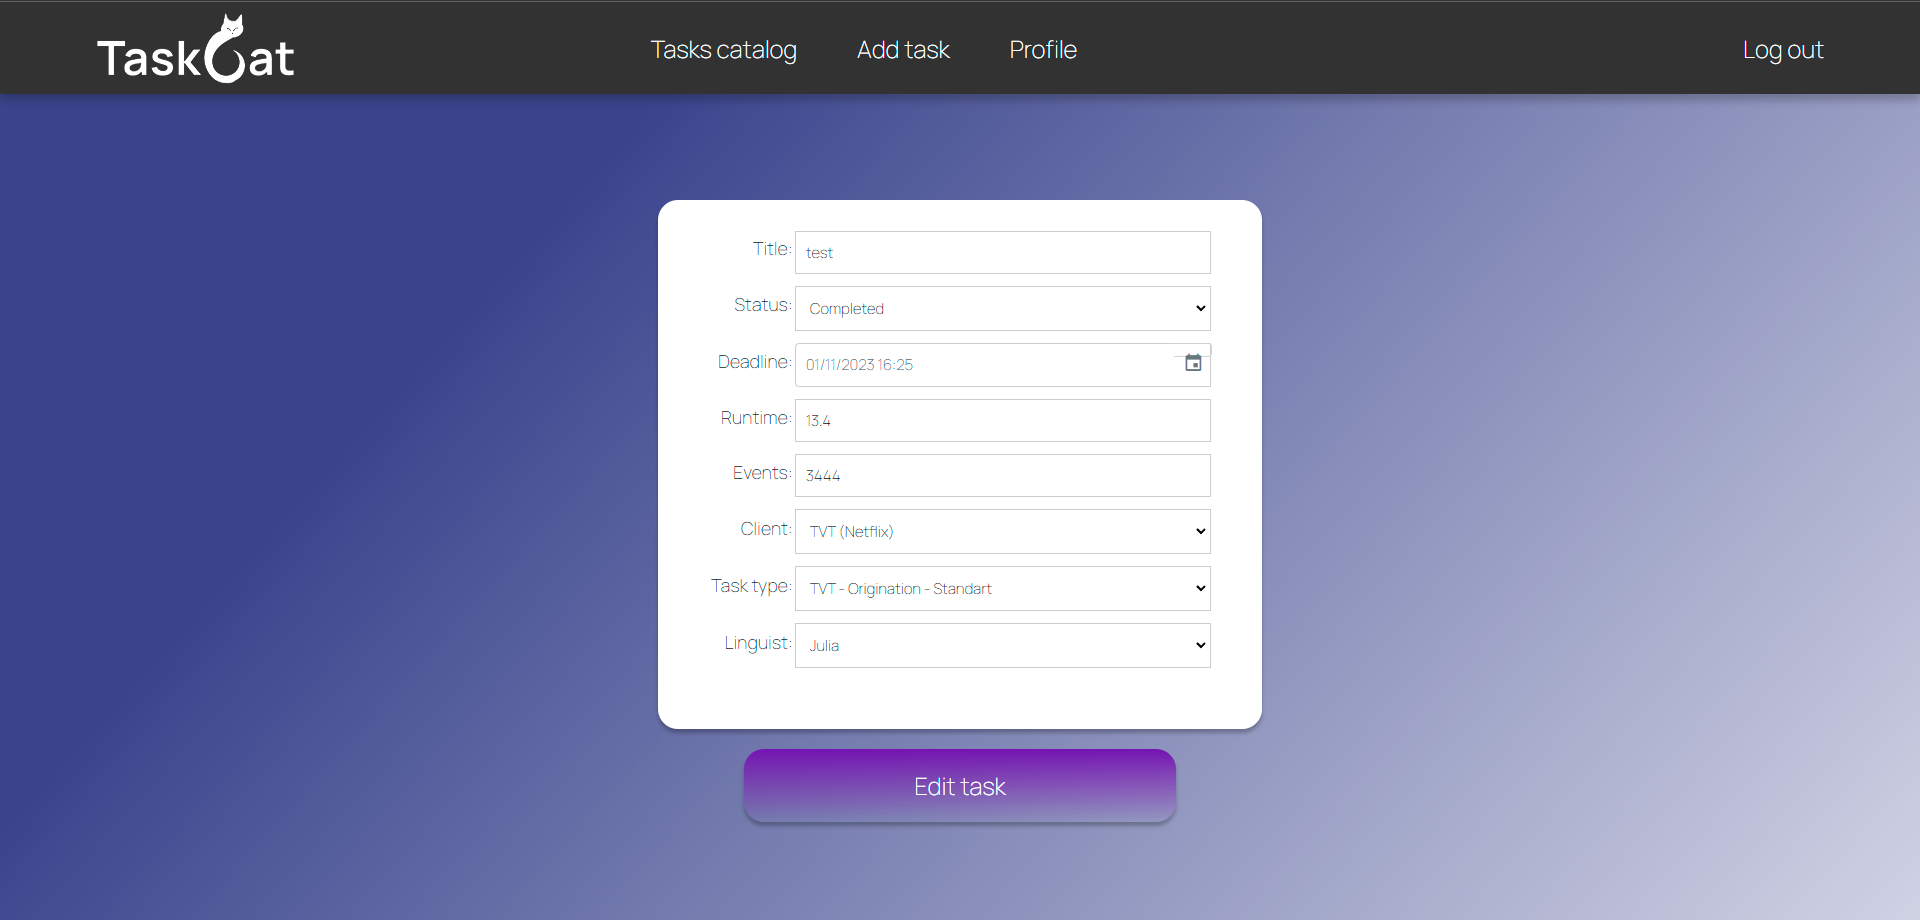 TaskCat
Tasks catalog
Add task
Profile
Log out
Title: test
Status: Completed
Deadline: 01/11/2023 16:25
Runtime: 13.4
Events: 3444
Client: TVT (Netflix)
Task type: TVT - Origination - Standart
Linguist: Julia
Edit task